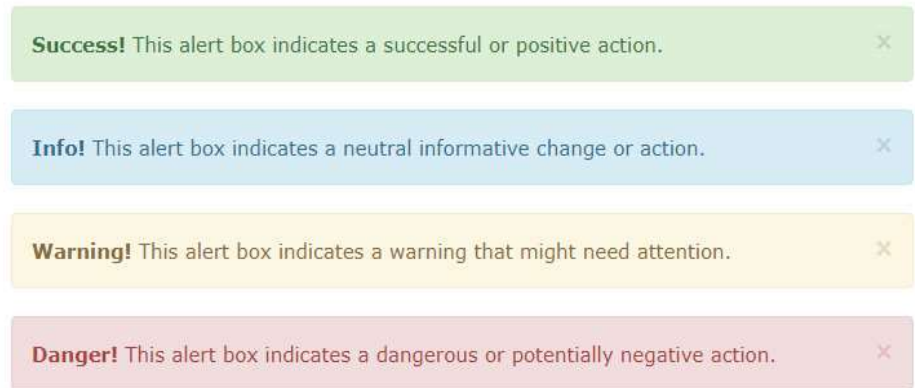 Success! This alert box indicates a successful or positive action. ×
Info! This alert box indicates a neutral informative change or action. ×
Warning! This alert box indicates a warning that might need attention. ×
Danger! This alert box indicates a dangerous or potentially negative action. ×